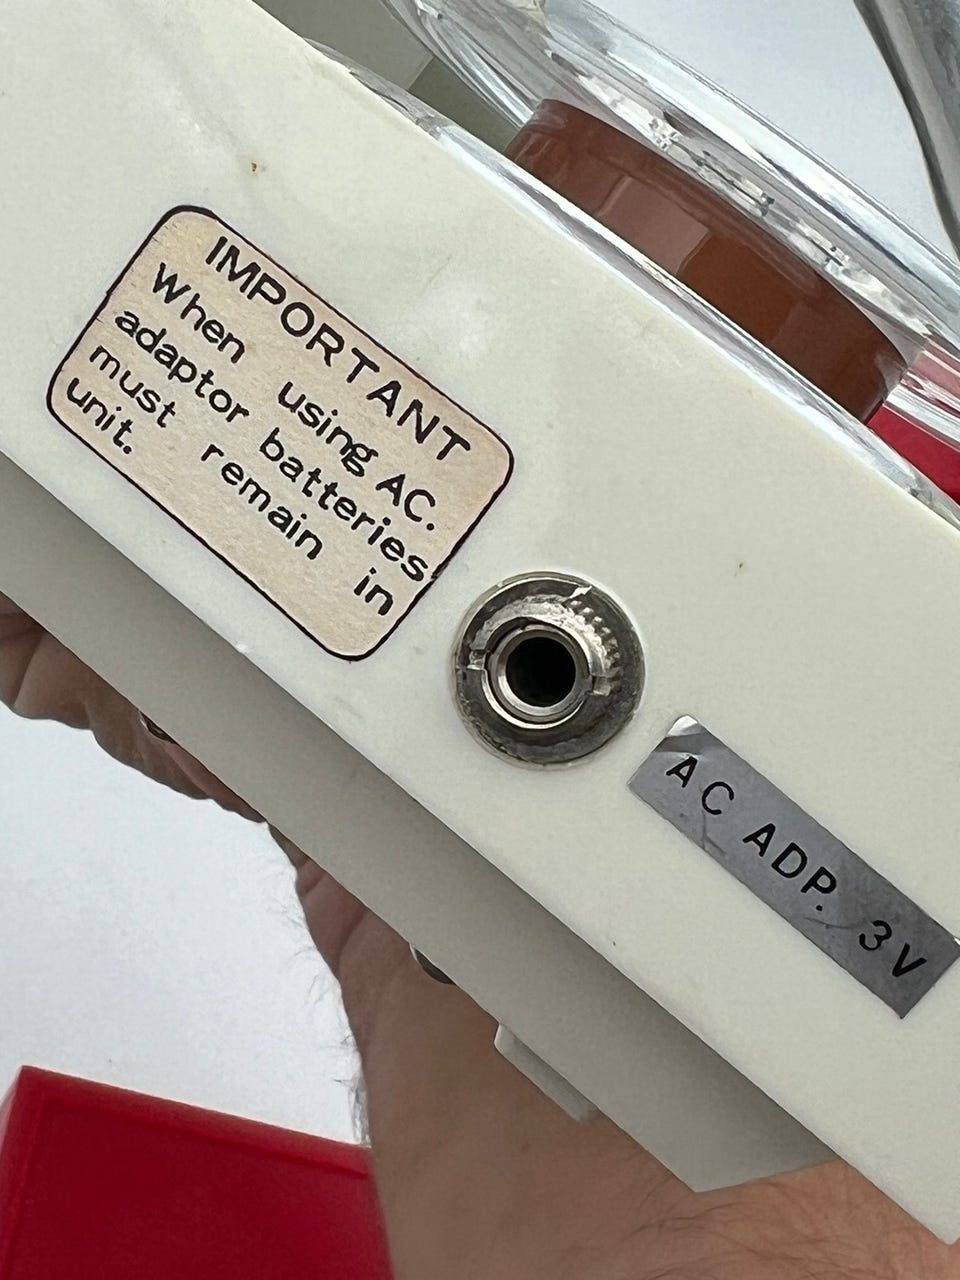 IMPORTANT
When using AC.
adaptor batteries
must remain in
unit.
AC ADP. 3V